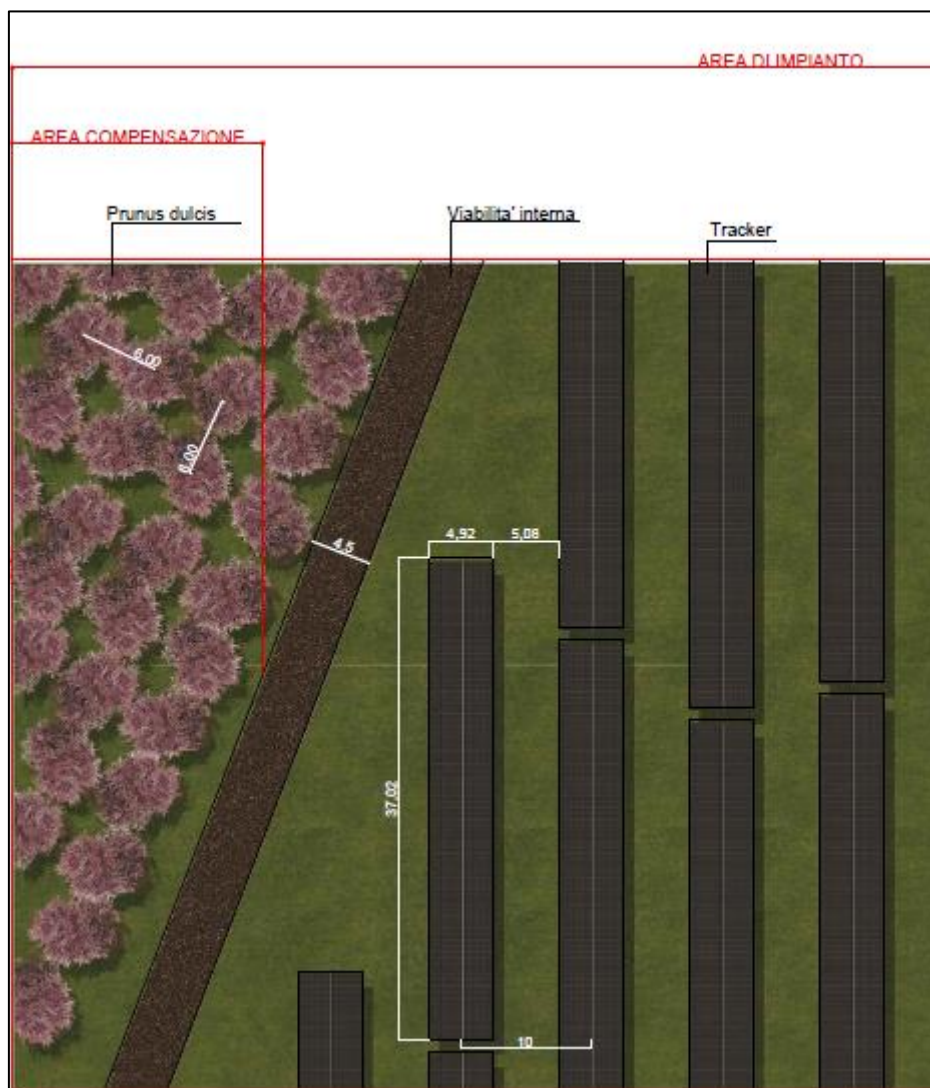 AREA DI IMPIANTO
AREA COMPENSAZIONE
Prunus dulcis
Viabilita' interna
Tracker
6,00
6,00
4,5
4,92
5,08
37,02
10